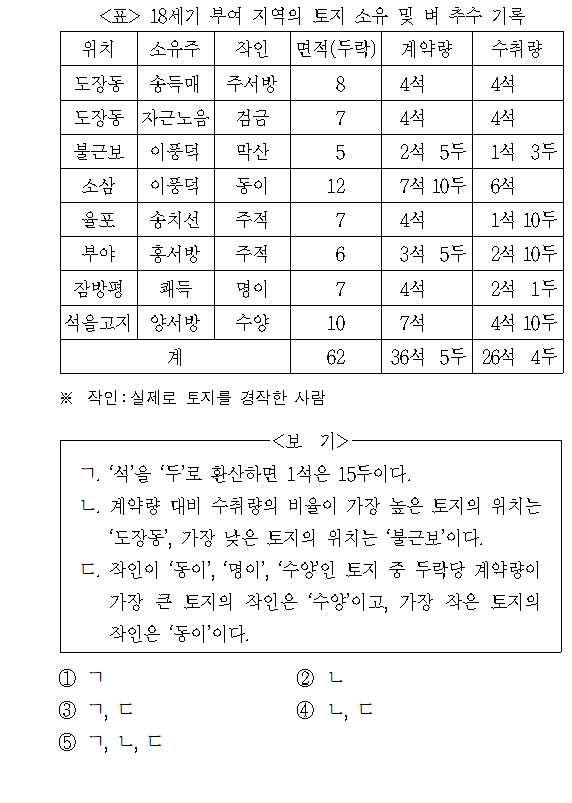 <표> 18세기 부여 지역의 토지 소유 및 벼 추수 기록
위치 소유주 작인 면적(두락) 계약량 수취량
도장동 송득매 주서방 8 4석 4석
도장동 자근노음 검금 7 4석 4석
불근보 이풍덕 막산 5 2석 5두 1석 3두
소삼 이풍덕 동이 12 7석 10두 6석
율포 송치선 주적 7 4석 1석 10두
부야 홍서방 주적 6 3석 5두 2석 10두
잠방평 쾌득 명이 7 4석 2석 1두
석을고지 양서방 수양 10 7석 4석 10두
계 62 36석 5두 26석 4두
※ 작인 : 실제로 토지를 경작한 사람
<보 기>
ㄱ. ‘석’을 ‘두’로 환산하면 1석은 15두이다.
ㄴ. 계약량 대비 수취량의 비율이 가장 높은 토지의 위치는
‘도장동’, 가장 낮은 토지의 위치는 ‘불근보’이다.
ㄷ. 작인이 ‘동이’, ‘명이’, ‘수양’인 토지 중 두락당 계약량이
가장 큰 토지의 작인은 ‘수양’이고, 가장 작은 토지의
작인은 ‘동이’이다.
① ㄱ ② ㄴ
③ ㄱ, ㄷ ④ ㄴ, ㄷ
⑤ ㄱ, ㄴ, ㄷ